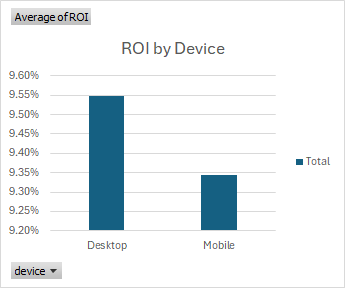 Average of ROI
ROI by Device
9.60%
9.55%
9.50%
9.45%
9.40%
9.35%
9.30%
9.25%
9.20%
Desktop Mobile
Total
device